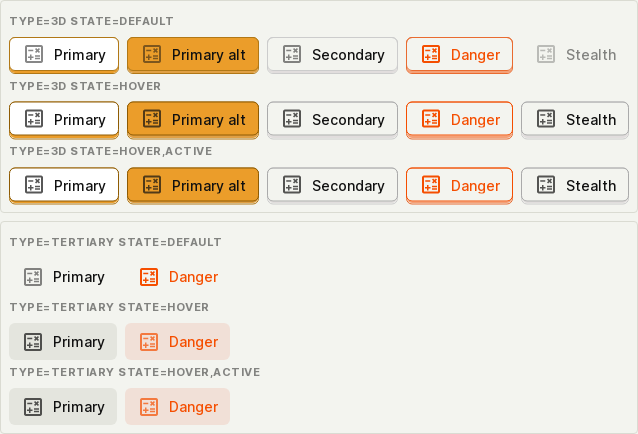 TYPE=3D STATE=DEFAULT
Primary Primary alt Secondary Danger Stealth
TYPE=3D STATE=HOVER
Primary Primary alt Secondary Danger Stealth
TYPE=3D STATE=HOVER,ACTIVE
Primary Primary alt Secondary Danger Stealth
TYPE=TERTIARY STATE=DEFAULT
Primary Danger
TYPE=TERTIARY STATE=HOVER
Primary Danger
TYPE=TERTIARY STATE=HOVER,ACTIVE
Primary Danger